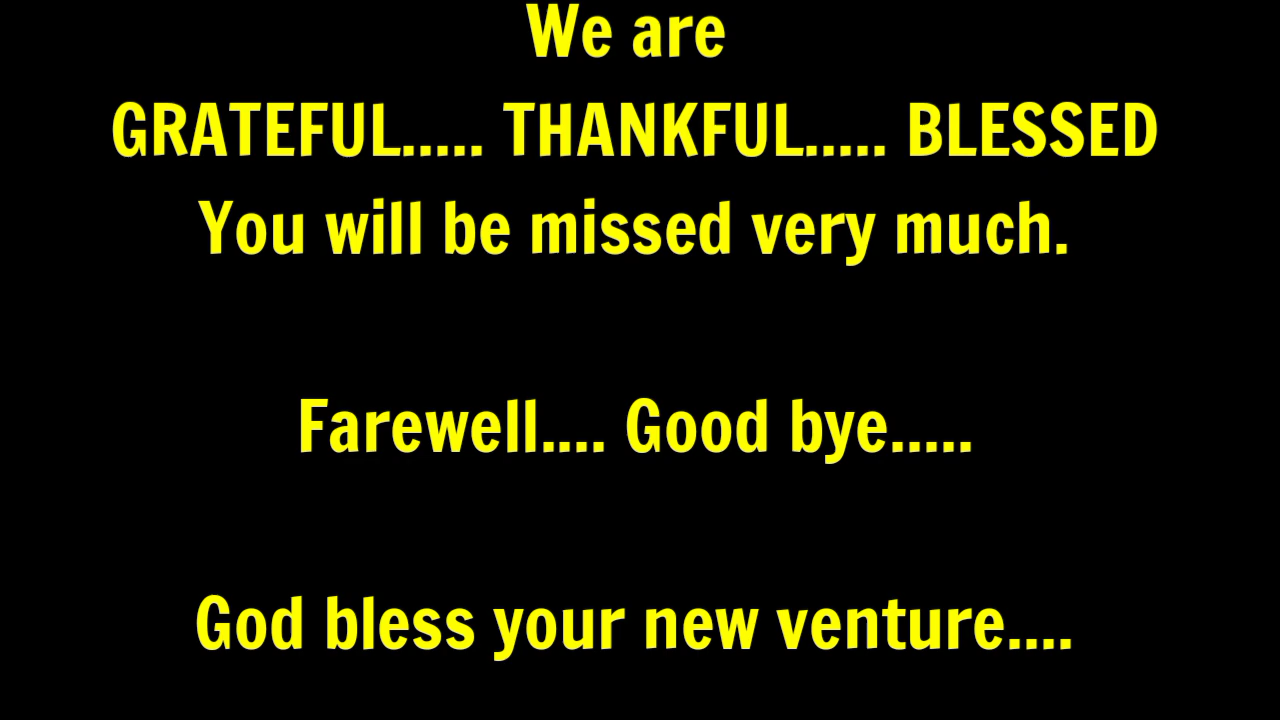 We are
GRATEFUL..... THANKFUL..... BLESSED
You will be missed very much.
Farewell.... Good bye.....
God bless your new venture....